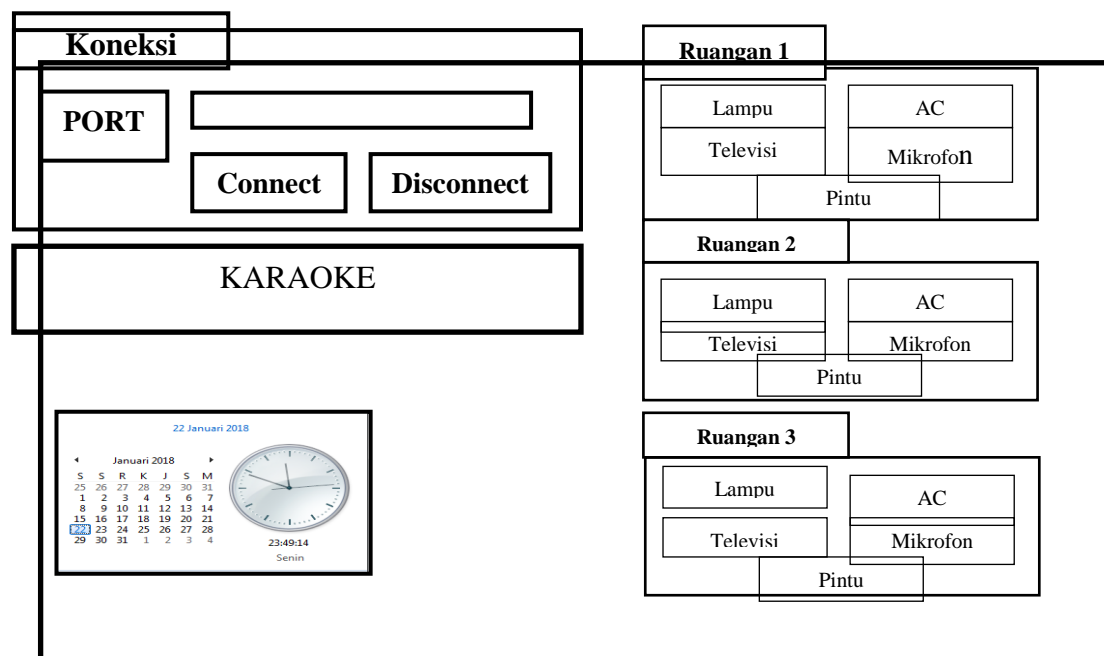 Koneksi
PORT
Connect Disconnect
KARAOKE
22 Januari 2018
Januari 2018
S S R K J S M
25 26 27 28 29 30 31
1 2 3 4 5 6 7
8 9 10 11 12 13 14
15 16 17 18 19 20 21
22 23 24 25 26 27 28
29 30 31 1 2 3 4
23:49:14
Senin
Ruangan 1
Lampu AC
Televisi Mikrofon
Pintu
Ruangan 2
Lampu AC
Televisi Mikrofon
Pintu
Ruangan 3
Lampu AC
Televisi Mikrofon
Pintu